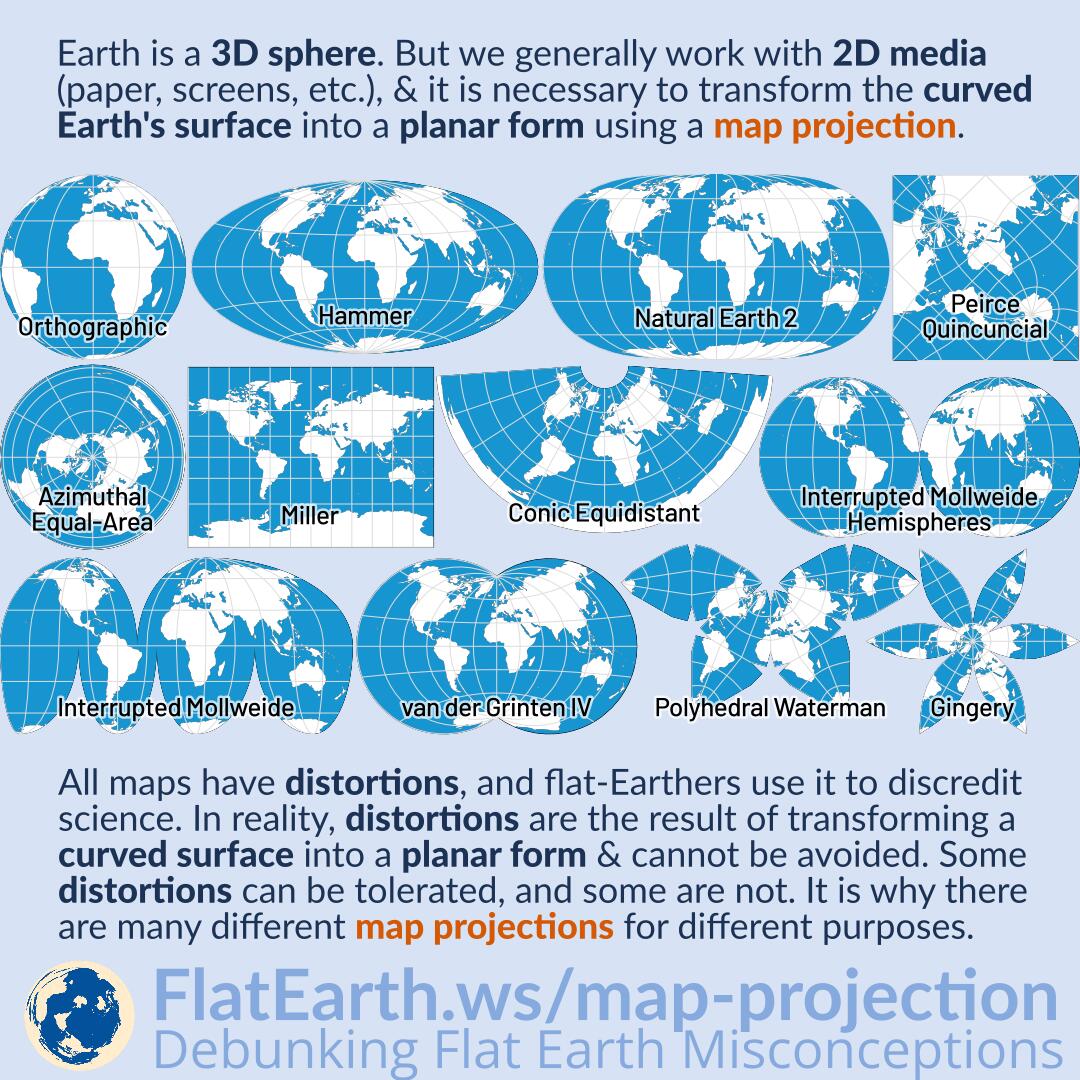 Earth is a 3D sphere. But we generally work with 2D media
(paper, screens, etc.), & it is necessary to transform the curved
Earth's surface into a planar form using a map projection.
Orthographic
Hammer
Natural Earth 2
Peirce
Quincuncial
Azimuthal
Equal-Area
Miller
Conic Equidistant
Interrupted Mollweide
Hemispheres
Interrupted Mollweide
van der Grinten IV
Polyhedral Waterman
Gingery
All maps have distortions, and flat-Earthers use it to discredit
science. In reality, distortions are the result of transforming a
curved surface into a planar form & cannot be avoided. Some
distortions can be tolerated, and some are not. It is why there
are many different map projections for different purposes.
FlatEarth.ws/map-projection
Debunking Flat Earth Misconceptions